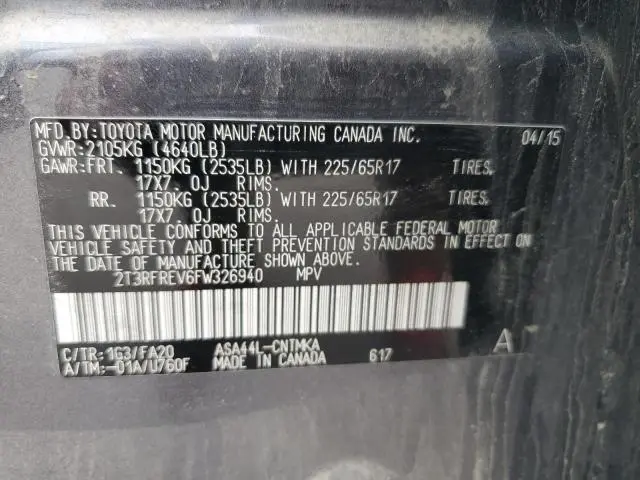 MFD.BY:TOYOTA MOTOR MANUFACTURING CANADA INC. 04/15
GVWR:2105KG (4640LB)
GAWR:FRT. 1150KG (2535LB) WITH 225/65R17 TIRES,
17X7.0J RIMS.
RR. 1150KG (2535LB) WITH 225/65R17 TIRES,
17X7.0J RIMS.
THIS VEHICLE CONFORMS TO ALL APPLICABLE FEDERAL MOTOR
VEHICLE SAFETY AND THEFT PREVENTION STANDARDS IN EFFECT ON
THE DATE OF MANUFACTURE SHOWN ABOVE.
2T3RFREV6FW326940 MPV
C/TR:1G3/FA20 ASA44L-CNTMKA 617 A
A/TM:-01A/U760F MADE IN CANADA